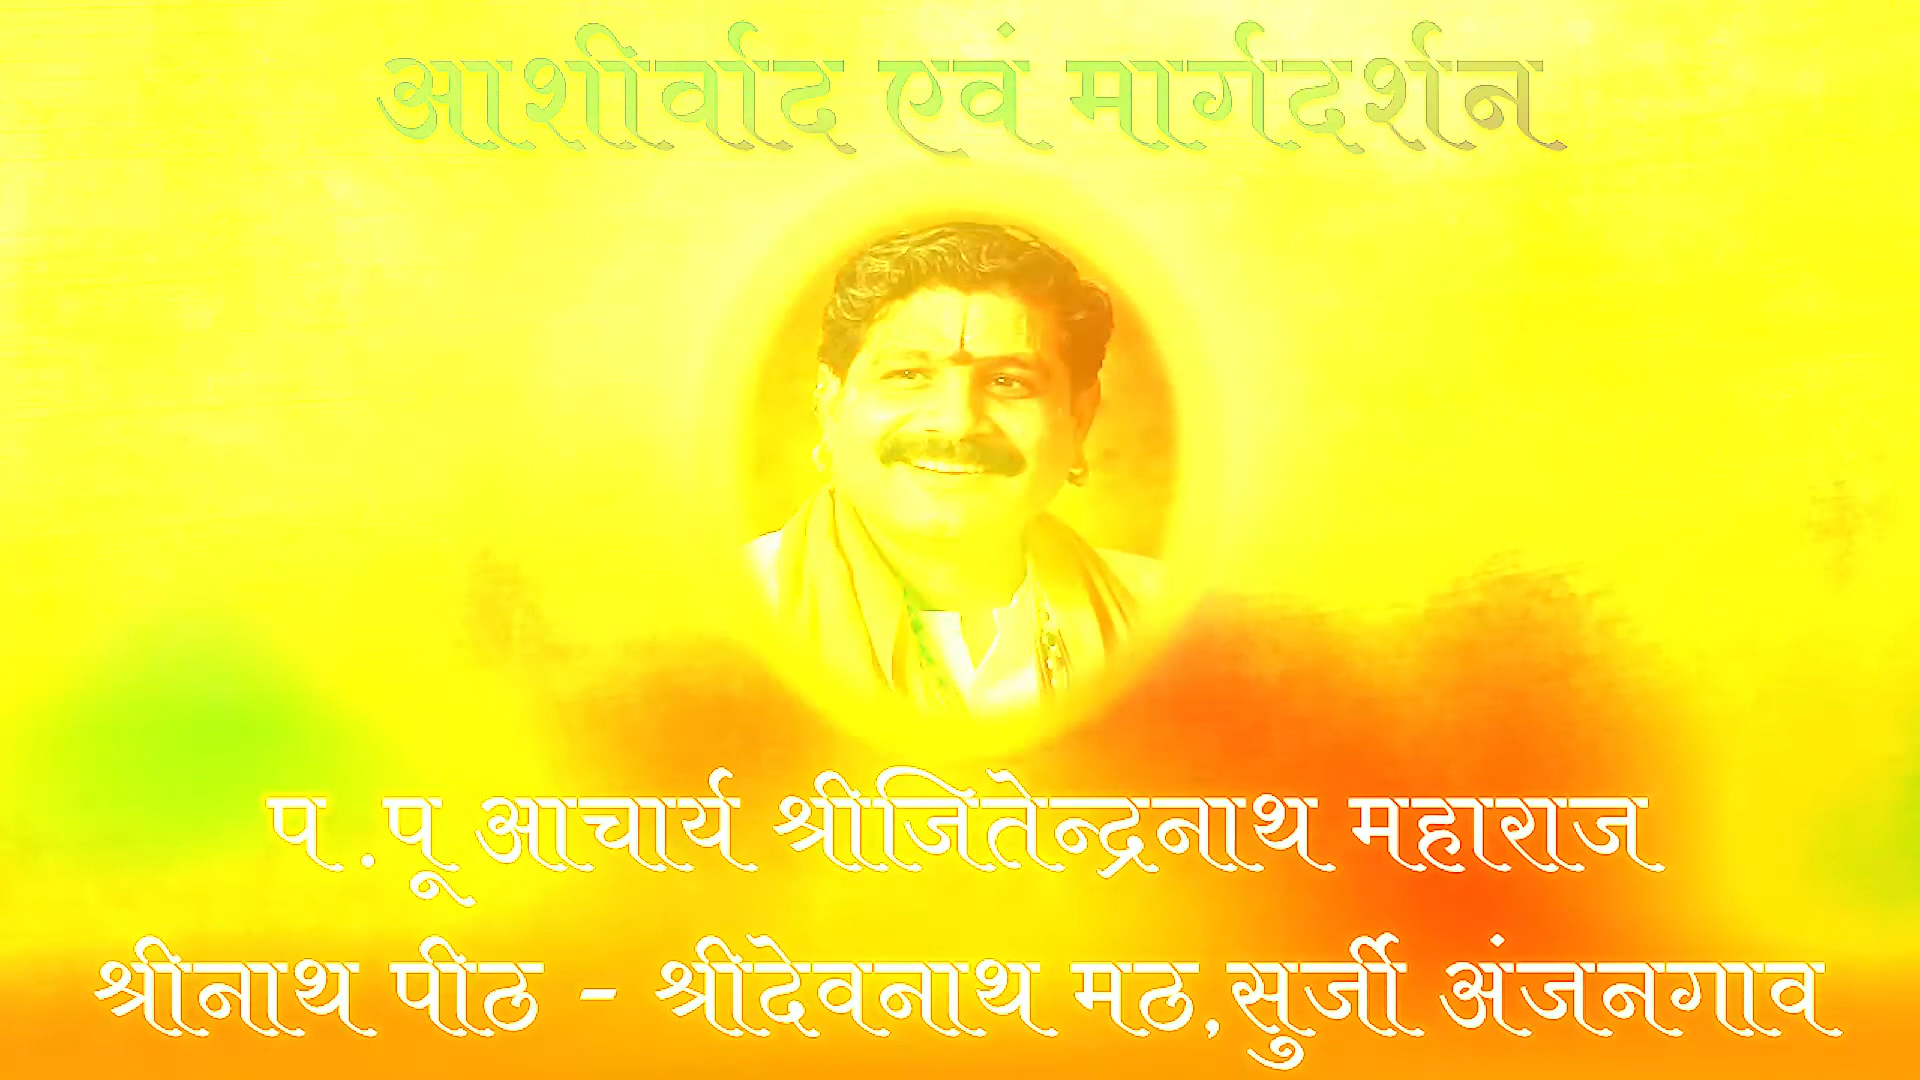 आशीर्वाद एवं मार्गदर्शन
प .पू आचार्य श्रीजितेन्द्रनाथ महाराज
श्रीनाथ पीठ - श्रीदेवनाथ मठ,सुर्जी अंजनगाव